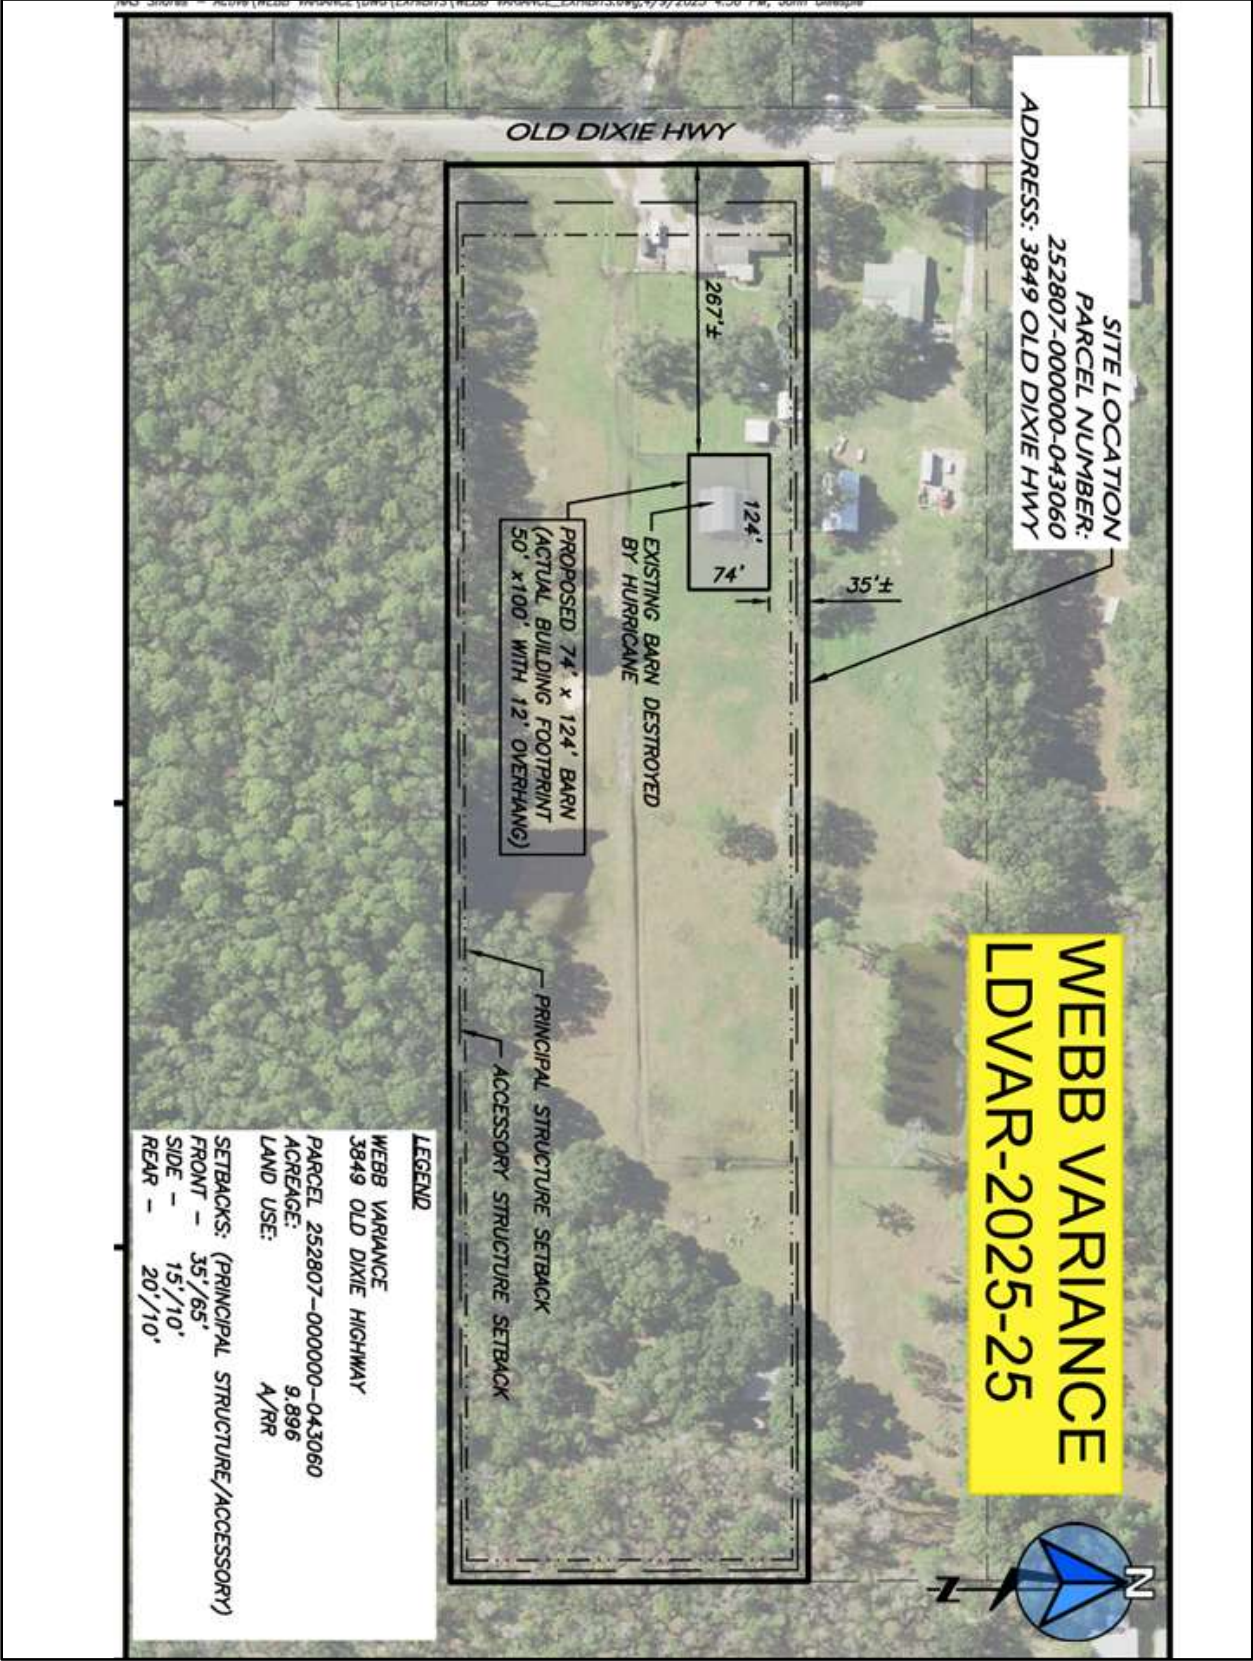 WEBB VARIANCE
LDVAR-2025-25
SITE LOCATION
PARCEL NUMBER:
252807-000000-043060
ADDRESS: 3849 OLD DIXIE HWY
N
OLD DIXIE HWY
267'±
124'
74'
35'±
EXISTING BARN DESTROYED
BY HURRICANE
PROPOSED 74' x 124' BARN
(ACTUAL BUILDING FOOTPRINT
50' x100' WITH 12' OVERHANG)
PRINCIPAL STRUCTURE SETBACK
ACCESSORY STRUCTURE SETBACK
LEGEND
WEBB VARIANCE
3849 OLD DIXIE HIGHWAY
PARCEL 252807-000000-043060
ACREAGE: 9.896
LAND USE: A/RR
SETBACKS: (PRINCIPAL STRUCTURE/ACCESSORY)
FRONT - 35'/65'
SIDE - 15'/10'
REAR - 20'/10'